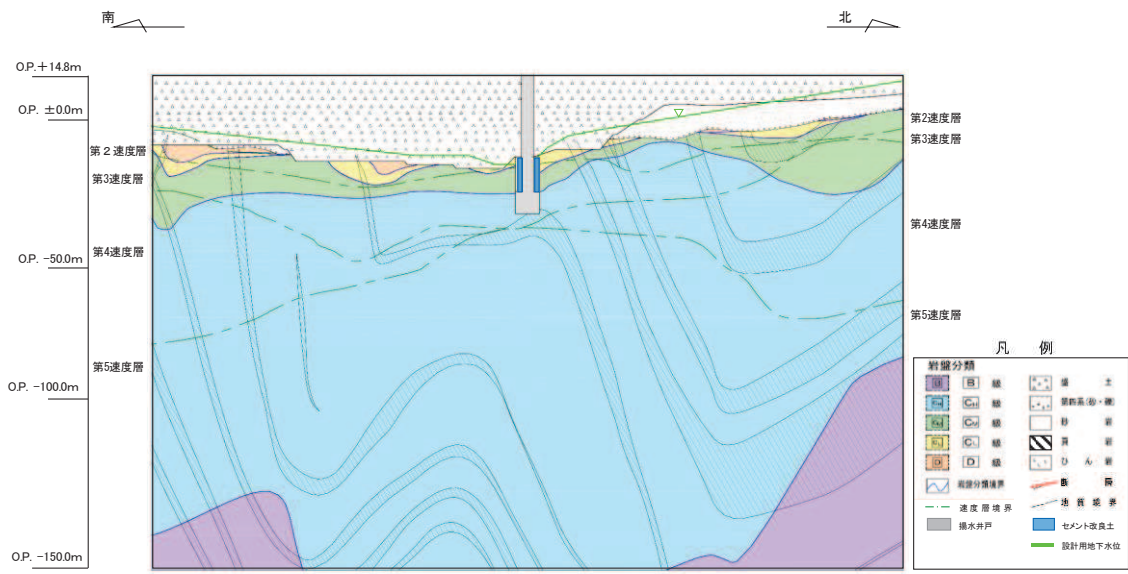 南
北
O.P.+14.8m
O.P. ±0.0m
O.P. -50.0m
O.P. -100.0m
O.P. -150.0m
第２速度層
第3速度層
第4速度層
第5速度層
第2速度層
第3速度層
第4速度層
第5速度層
凡 例
岩盤分類
B 級
CH 級
CM 級
CL 級
D D 級
岩盤分類境界
速度層境界
揚水井戸
盛 土
第四系(砂・礫)
砂 岩
頁 岩
ひ ん 岩
断 層
地質境界
セメント改良土
設計用地下水位